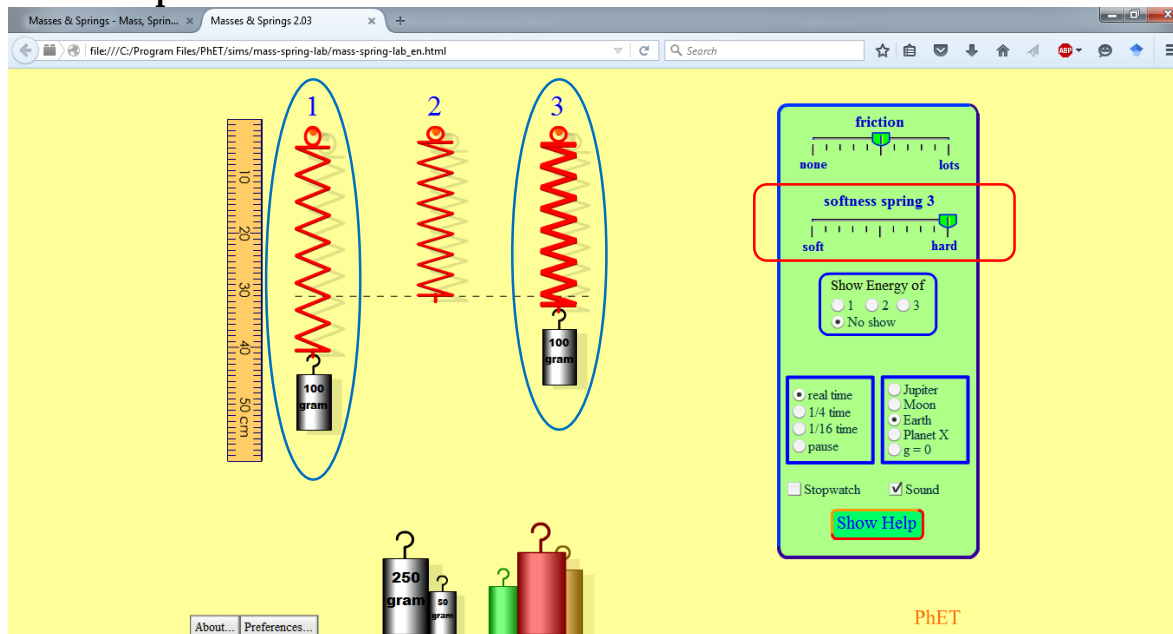 Masses & Springs - Mass, Sprin...
Masses & Springs 2.03
file:///C:/Program Files/PhET/sims/mass-spring-lab/mass-spring-lab_en.html
Search
ABP
1
2
3
10
20
30
40
50 cm
100
gram
100
gram
friction
none
lots
softness spring 3
soft
hard
Show Energy of
1 2 3
No show
real time
1/4 time
1/16 time
pause
Jupiter
Moon
Earth
Planet X
g = 0
Stopwatch
Sound
Show Help
250
gram
50
gram
About...
Preferences...
PhET